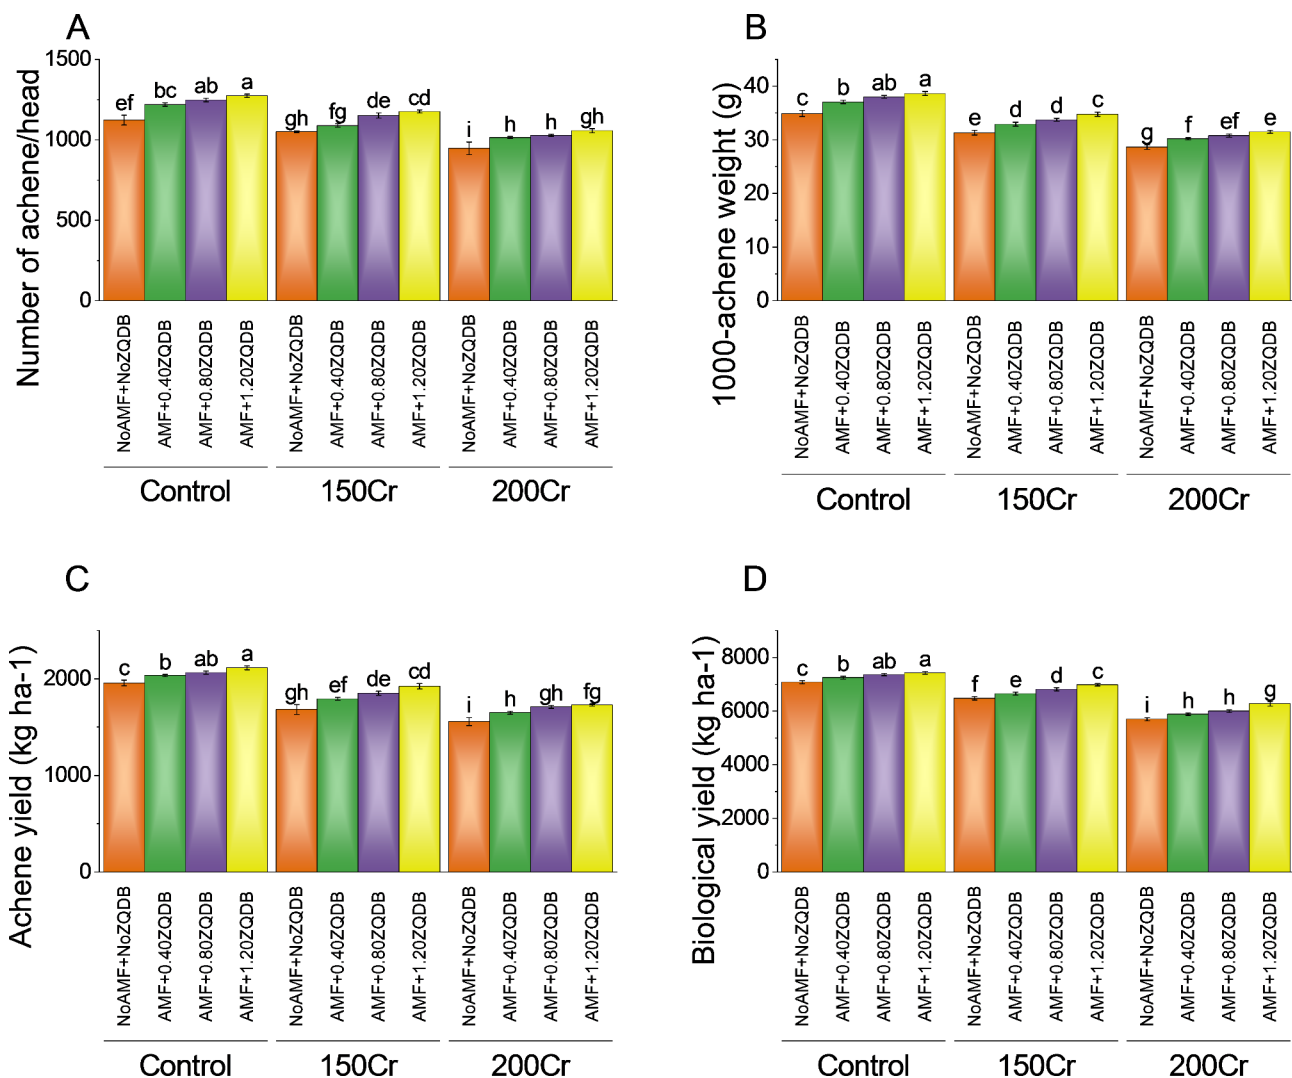 A
Number of achene/head
1500
1000
500
0
ef
bc
ab
a
gh
fg
de
cd
i
h
h
gh
NoAMF+NoZQDB
AMF+0.40ZQDB
AMF+0.80ZQDB
AMF+1.20ZQDB
NoAMF+NoZQDB
AMF+0.40ZQDB
AMF+0.80ZQDB
AMF+1.20ZQDB
NoAMF+NoZQDB
AMF+0.40ZQDB
AMF+0.80ZQDB
AMF+1.20ZQDB
Control
150Cr
200Cr
B
1000-achene weight (g)
40
30
20
10
0
c
b
ab
a
e
d
d
c
g
f
ef
e
NoAMF+NoZQDB
AMF+0.40ZQDB
AMF+0.80ZQDB
AMF+1.20ZQDB
NoAMF+NoZQDB
AMF+0.40ZQDB
AMF+0.80ZQDB
AMF+1.20ZQDB
NoAMF+NoZQDB
AMF+0.40ZQDB
AMF+0.80ZQDB
AMF+1.20ZQDB
Control
150Cr
200Cr
C
Achene yield (kg ha-1)
2000
1000
0
c
b
ab
a
gh
ef
de
cd
i
h
gh
fg
NoAMF+NoZQDB
AMF+0.40ZQDB
AMF+0.80ZQDB
AMF+1.20ZQDB
NoAMF+NoZQDB
AMF+0.40ZQDB
AMF+0.80ZQDB
AMF+1.20ZQDB
NoAMF+NoZQDB
AMF+0.40ZQDB
AMF+0.80ZQDB
AMF+1.20ZQDB
Control
150Cr
200Cr
D
Biological yield (kg ha-1)
8000
6000
4000
2000
0
c
b
ab
a
f
e
d
c
i
h
h
g
NoAMF+NoZQDB
AMF+0.40ZQDB
AMF+0.80ZQDB
AMF+1.20ZQDB
NoAMF+NoZQDB
AMF+0.40ZQDB
AMF+0.80ZQDB
AMF+1.20ZQDB
NoAMF+NoZQDB
AMF+0.40ZQDB
AMF+0.80ZQDB
AMF+1.20ZQDB
Control
150Cr
200Cr